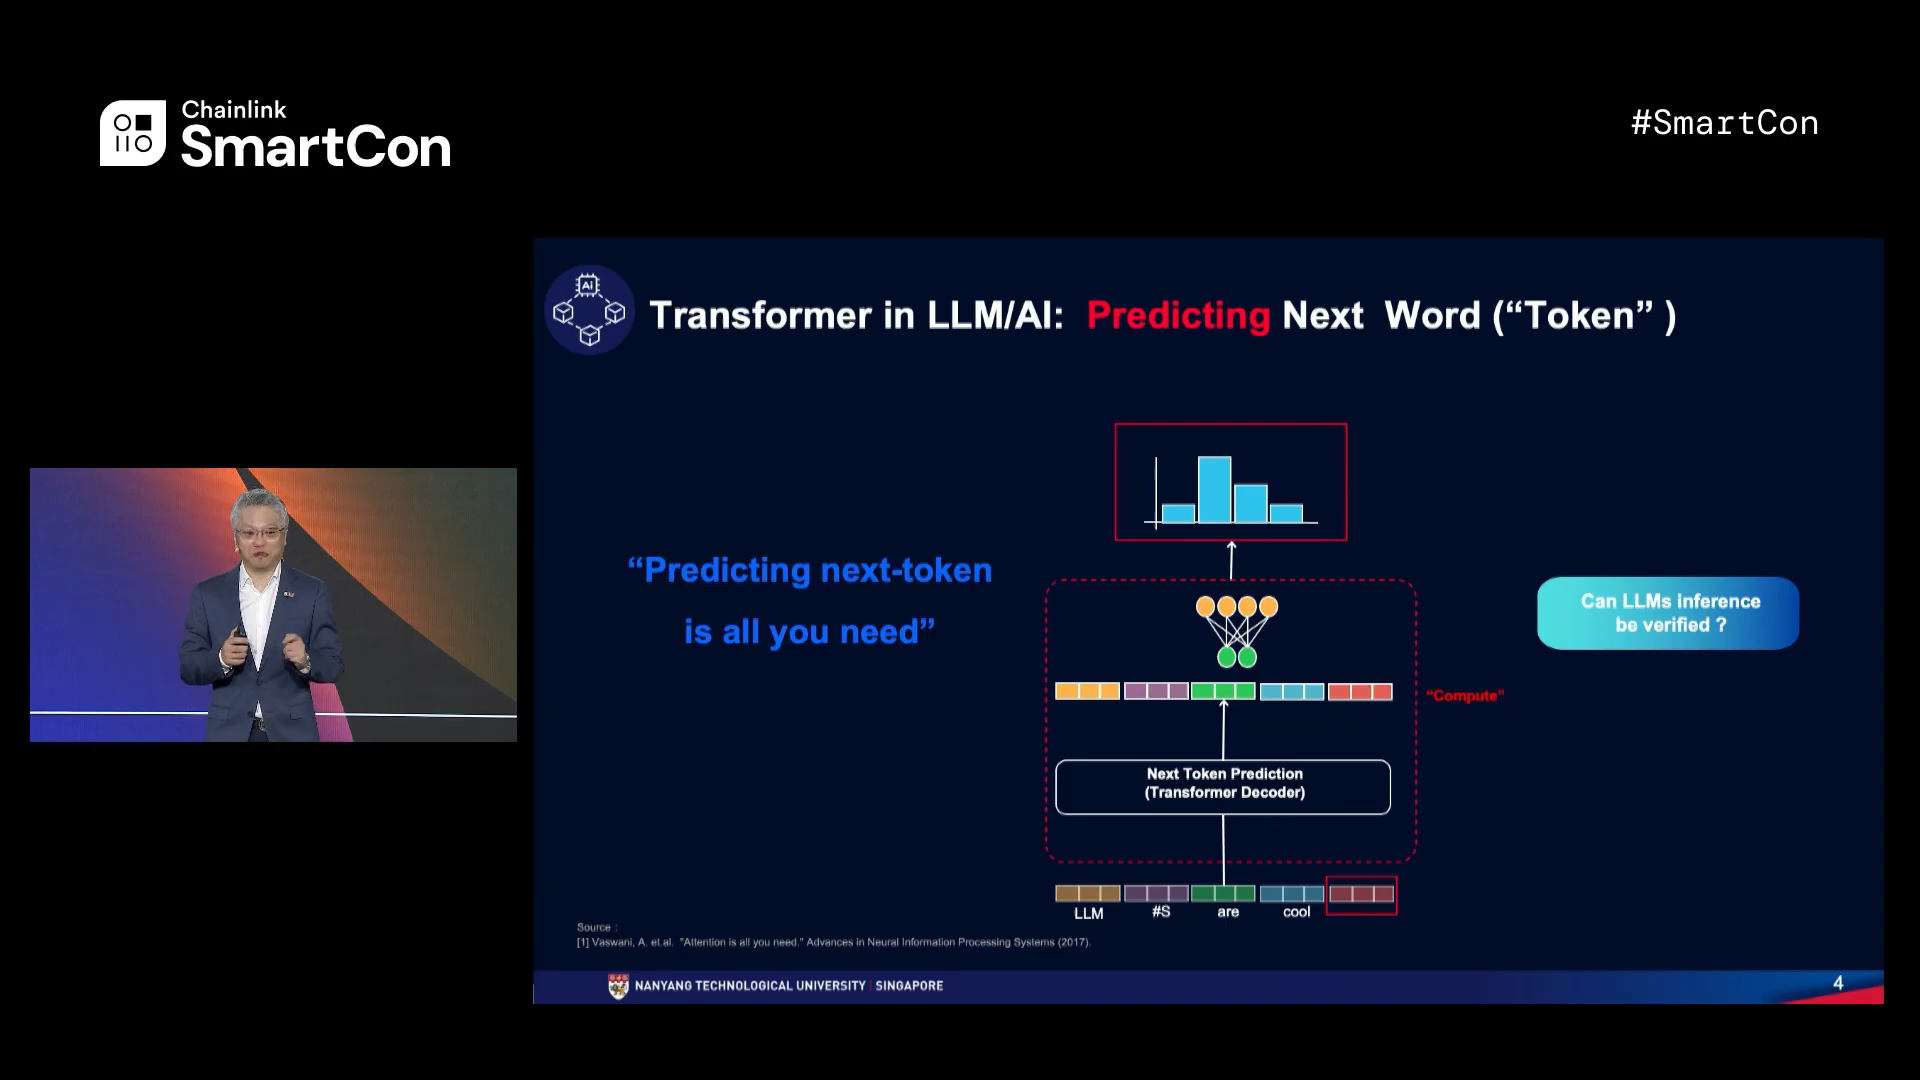 Chainlink
SmartCon
#SmartCon
Ai
Transformer in LLM/AI: Predicting Next Word (“Token” )
“Predicting next-token
is all you need”
Can LLMs inference
be verified ?
“Compute”
Next Token Prediction
(Transformer Decoder)
LLM #S are cool
Source :
[1] Vaswani, A. et.al. "Attention is all you need." Advances in Neural Information Processing Systems (2017).
NANYANG TECHNOLOGICAL UNIVERSITY | SINGAPORE
4